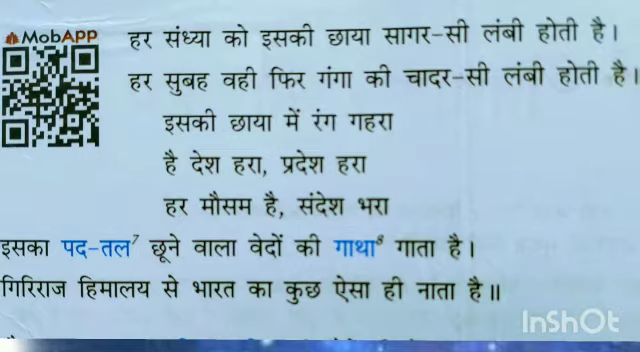 MobApp
हर संध्या को इसकी छाया सागर-सी लंबी होती है।
हर सुबह वही फिर गंगा की चादर-सी लंबी होती है।
इसकी छाया में रंग गहरा
है देश हरा, प्रदेश हरा
हर मौसम है, संदेश भरा
इसका पद-तल⁷ छूने वाला वेदों की गाथा⁸ गाता है।
गिरिराज हिमालय से भारत का कुछ ऐसा ही नाता है॥
InShOt